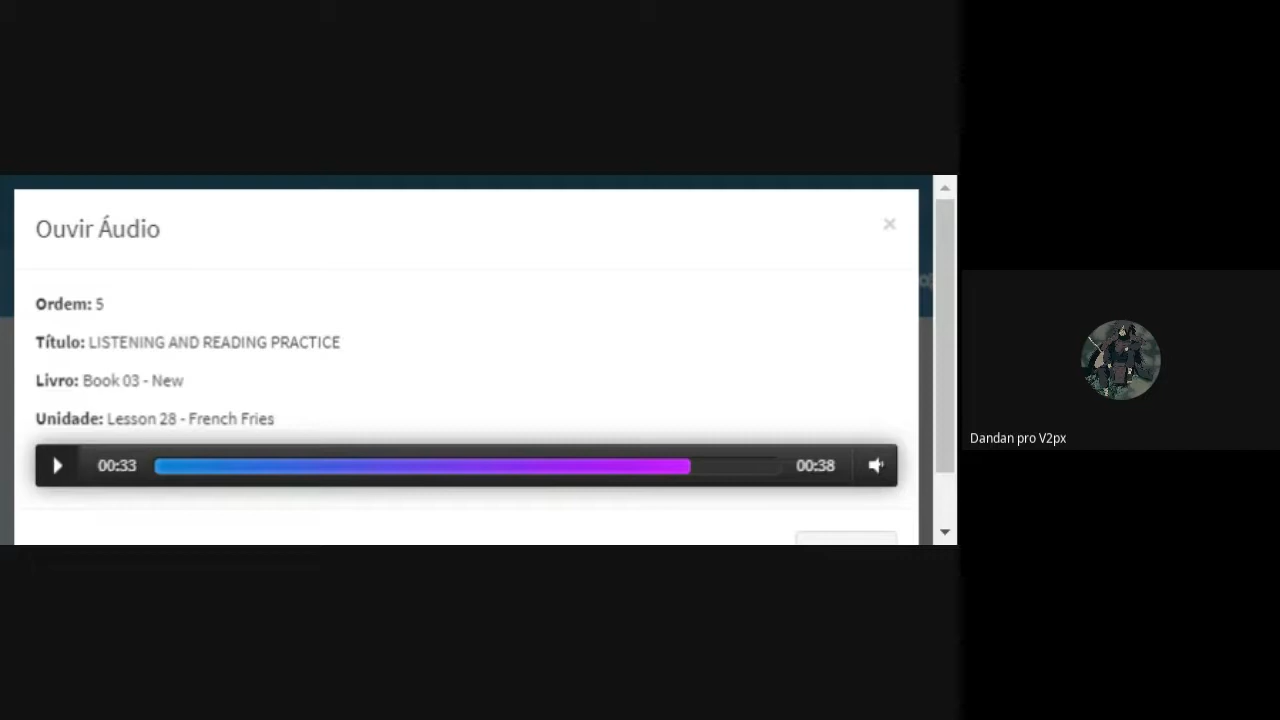 Ouvir Áudio
×
Ordem: 5
Título: LISTENING AND READING PRACTICE
Livro: Book 03 - New
Unidade: Lesson 28 - French Fries
00:33
00:38
Dandan pro V2px